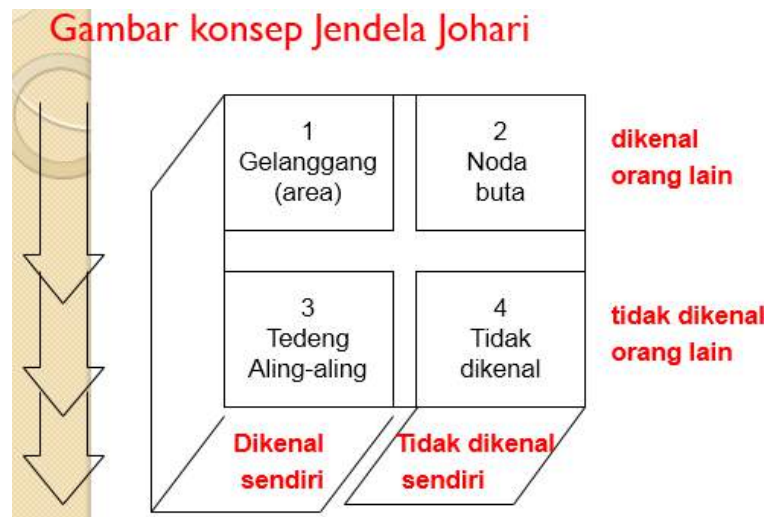 Gambar konsep Jendela Johari
1
Gelanggang
(area)
2
Noda
buta
dikenal
orang lain
3
Tedeng
Aling-aling
4
Tidak
dikenal
tidak dikenal
orang lain
Dikenal
sendiri
Tidak dikenal
sendiri